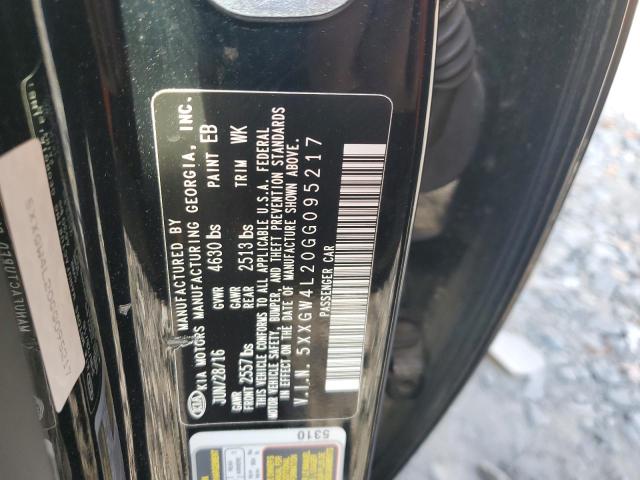 MANUFACTURED BY
KIA KIA MOTORS MANUFACTURING GEORGIA, INC.
JUN/28/16 GVWR 4630 lbs PAINT EB
GAWR FRONT 2557 lbs GAWR REAR 2513 lbs TRIM WK
THIS VEHICLE CONFORMS TO ALL APPLICABLE U.S.A. FEDERAL
MOTOR VEHICLE SAFETY, BUMPER, AND THEFT PREVENTION STANDARDS
IN EFFECT ON THE DATE OF MANUFACTURE SHOWN ABOVE.
V.I.N. 5XXGW4L20GG095217
PASSENGER CAR
5310